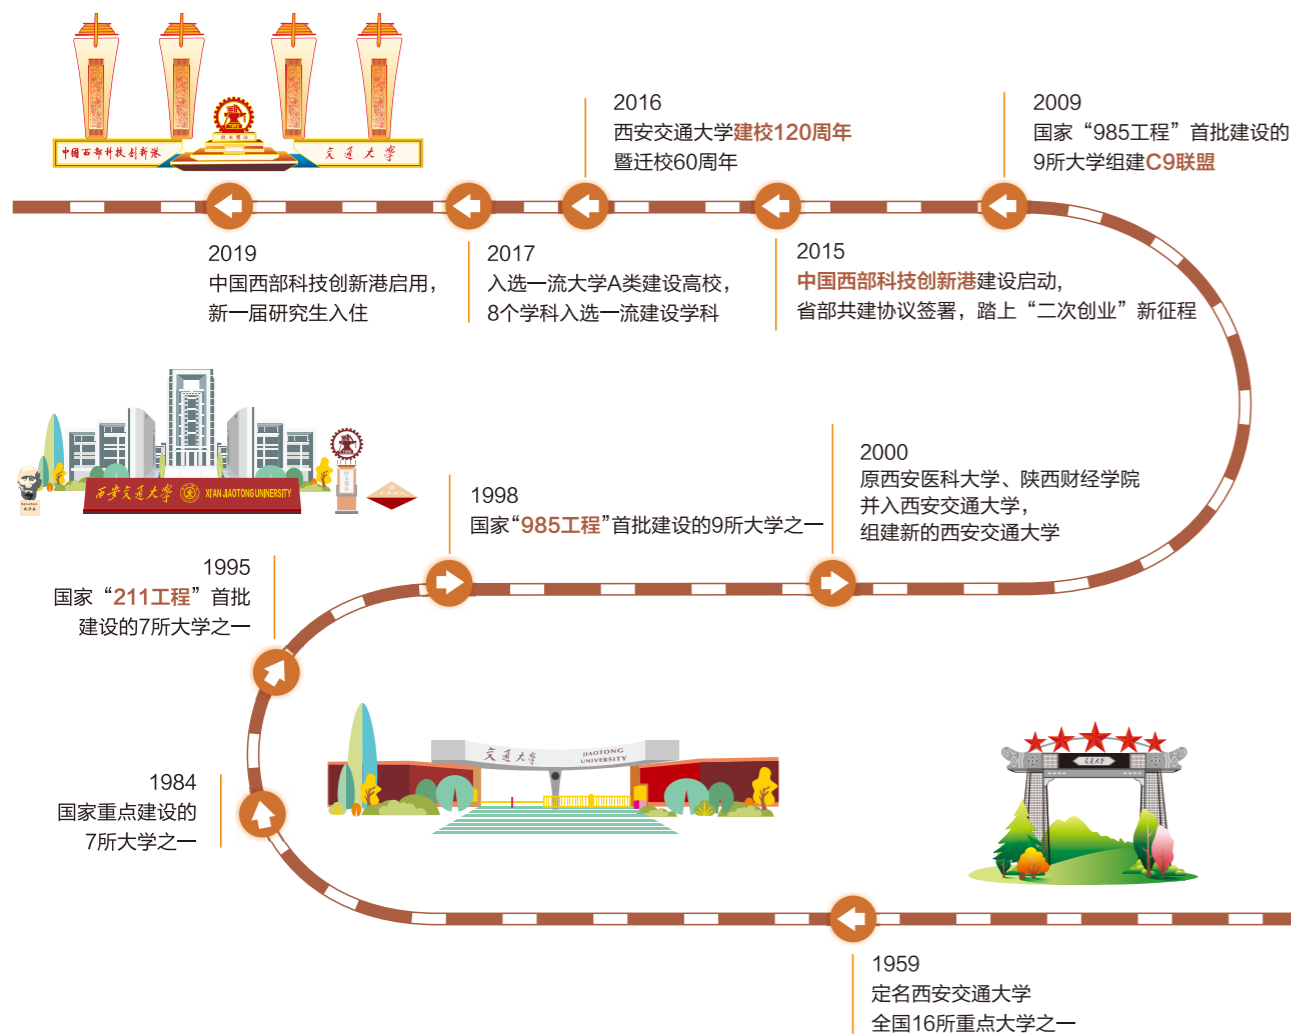 中国西部科技创新港
交通大学
2016
西安交通大学建校120周年
暨迁校60周年
2009
国家“985工程”首批建设的
9所大学组建C9联盟
2019
中国西部科技创新港启用，
新一届研究生入住
2017
入选一流大学A类建设高校，
8个学科入选一流建设学科
2015
中国西部科技创新港建设启动，
省部共建协议签署，踏上“二次创业”新征程
西安交通大学 XI'AN JIAOTONG UNINERSITY
1998
国家“985工程”首批建设的9所大学之一
2000
原西安医科大学、陕西财经学院
并入西安交通大学，
组建新的西安交通大学
1995
国家“211工程”首批
建设的7所大学之一
1984
国家重点建设的
7所大学之一
交通大学
JIAOTONG
UNIVERSITY
交通大学
1959
定名西安交通大学
全国16所重点大学之一